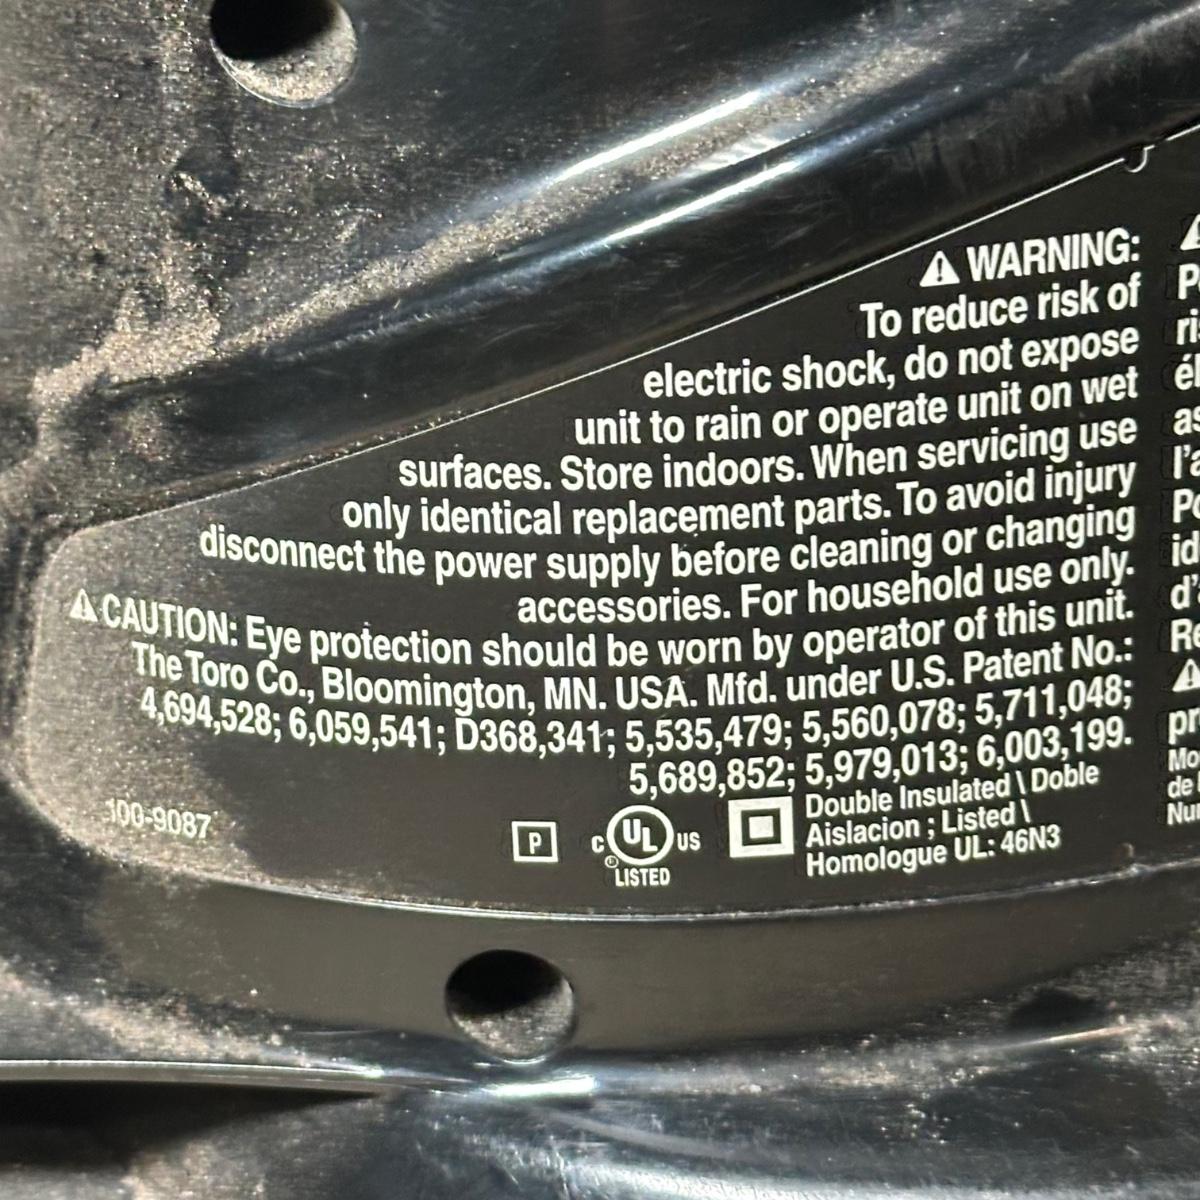 ⚠ WARNING:
To reduce risk of
electric shock, do not expose
unit to rain or operate unit on wet
surfaces. Store indoors. When servicing use
only identical replacement parts. To avoid injury
disconnect the power supply before cleaning or changing
accessories. For household use only.
⚠ CAUTION: Eye protection should be worn by operator of this unit.
The Toro Co., Bloomington, MN. USA. Mfd. under U.S. Patent No.:
4,694,528; 6,059,541; D368,341; 5,535,479; 5,560,078; 5,711,048;
5,689,852; 5,979,013; 6,003,199.
100-9087
P
C UL US
LISTED
Double Insulated \ Doble
Aislacion ; Listed \
Homologue UL: 46N3